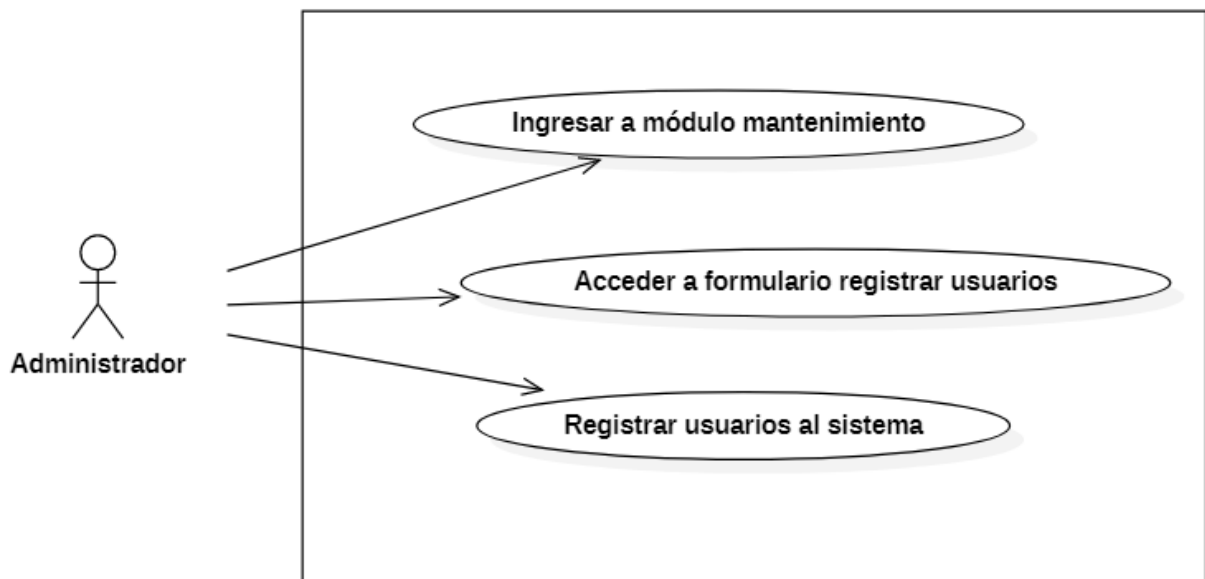 Ingresar a módulo mantenimiento
Acceder a formulario registrar usuarios
Administrador
Registrar usuarios al sistema